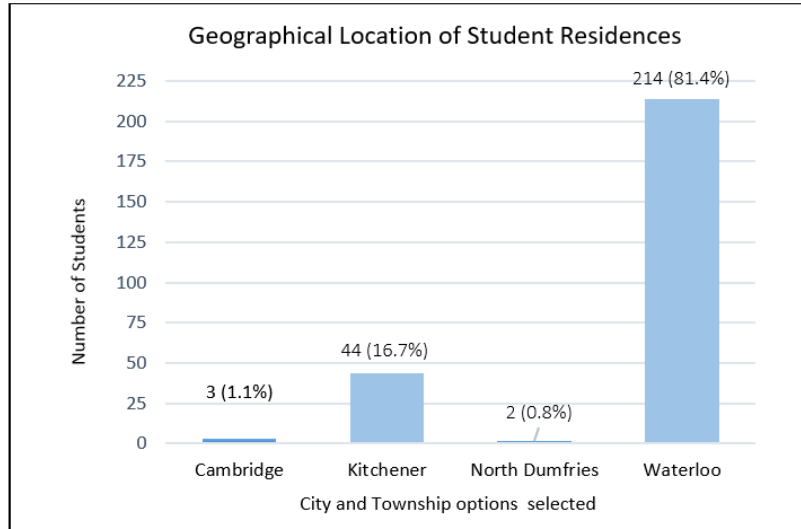 Geographical Location of Student Residences
225
200
175
150
125
100
75
50
25
0
Number of Students
3 (1.1%)
44 (16.7%)
2 (0.8%)
214 (81.4%)
Cambridge
Kitchener
North Dumfries
Waterloo
City and Township options selected